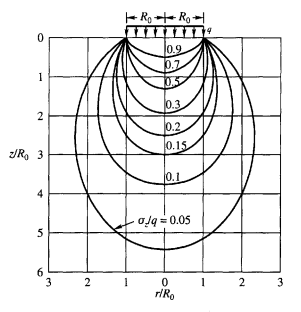 R₀ R₀
q
0
0.9
0.7
0.5
1
0.3
2
0.2
0.15
z/R₀
3
0.1
4
σz/q = 0.05
5
6
3 2 1 0 1 2 3
r/R₀